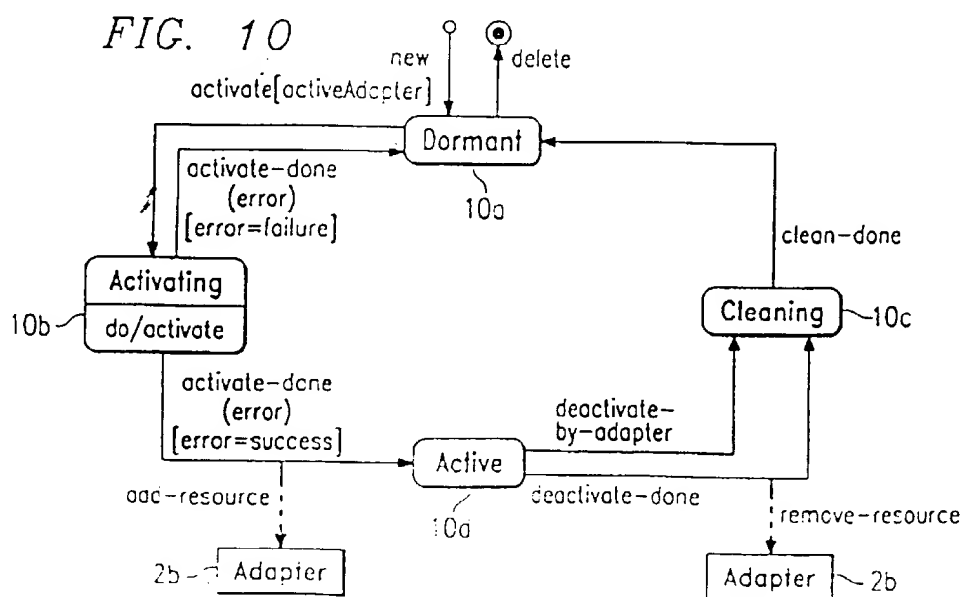 FIG. 10
new
delete
activate[activeAdapter]
Dormant
10a
activate-done
(error)
[error=failure]
clean-done
Activating
do/activate
10b
Cleaning
10c
activate-done
(error)
[error=success]
deactivate-
by-adapter
Active
10d
deactivate-done
add-resource
remove-resource
2b
Adapter
Adapter
2b